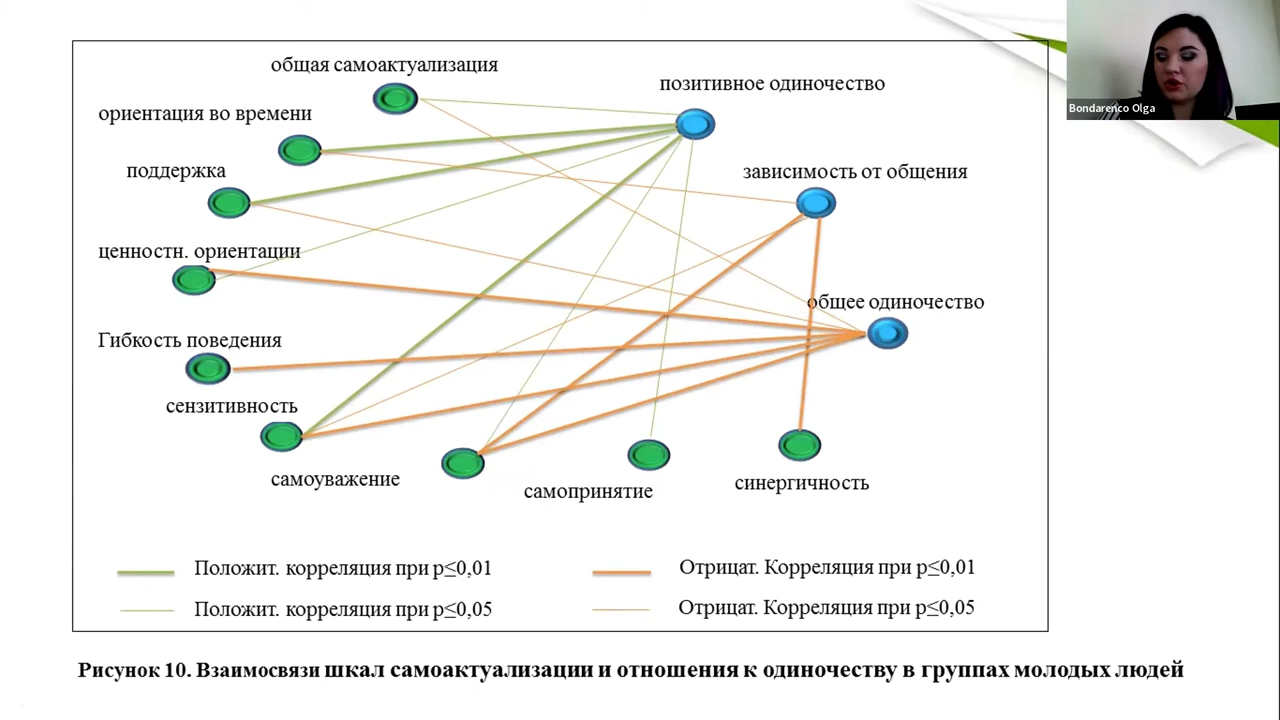 общая самоактуализация
позитивное одиночество
Bondarenco Olga
ориентация во времени
поддержка
зависимость от общения
ценностн. ориентации
общее одиночество
Гибкость поведения
сензитивность
самоуважение
самопринятие
синергичность
Положит. корреляция при p≤0,01
Отрицат. Корреляция при p≤0,01
Положит. корреляция при p≤0,05
Отрицат. Корреляция при p≤0,05
Рисунок 10. Взаимосвязи шкал самоактуализации и отношения к одиночеству в группах молодых людей